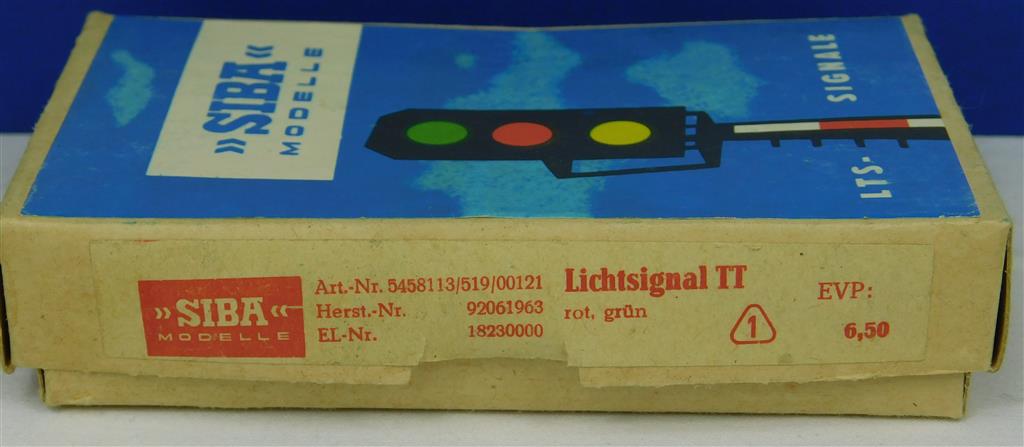 »SIBA«
MODELLE
LTS-SIGNALE
»SIBA«
MODELLE
Art.-Nr. 5458113/519/00121
Herst.-Nr. 92061963
EL-Nr. 18230000
Lichtsignal TT
rot, grün
1
EVP:
6,50